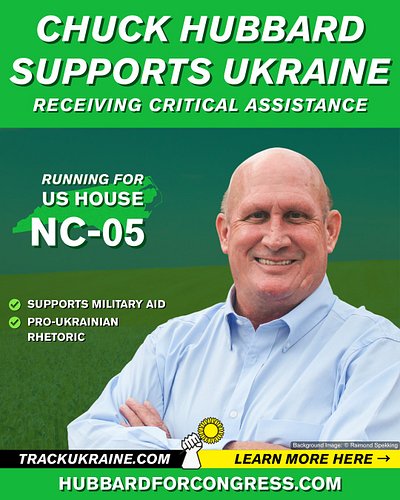 CHUCK HUBBARD
SUPPORTS UKRAINE
RECEIVING CRITICAL ASSISTANCE
RUNNING FOR
US HOUSE
NC-05
SUPPORTS MILITARY AID
PRO-UKRAINIAN
RHETORIC
Background Image: © Raimond Spekking
TRACKUKRAINE.COM
LEARN MORE HERE →
HUBBARDFORCONGRESS.COM